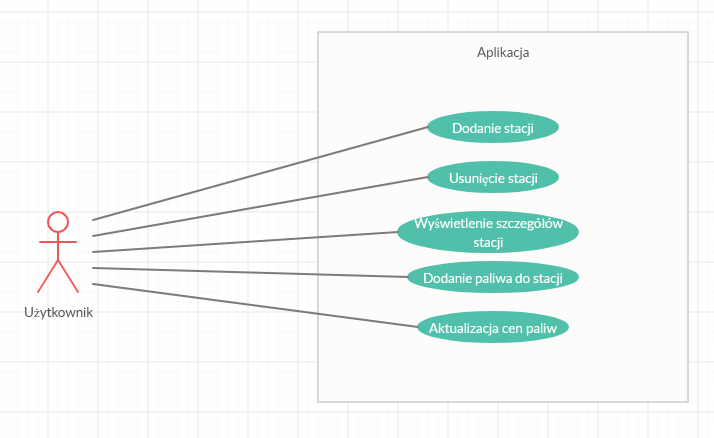 Aplikacja
Dodanie stacji
Usunięcie stacji
Wyświetlenie szczegółów
stacji
Dodanie paliwa do stacji
Aktualizacja cen paliw
Użytkownik